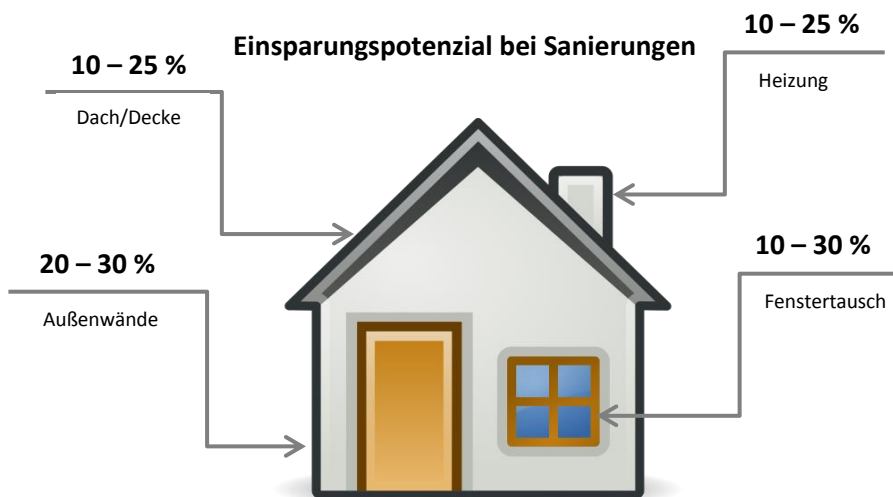 Einsparungspotenzial bei Sanierungen
10 – 25 %
Dach/Decke
10 – 25 %
Heizung
20 – 30 %
Außenwände
10 – 30 %
Fenstertausch